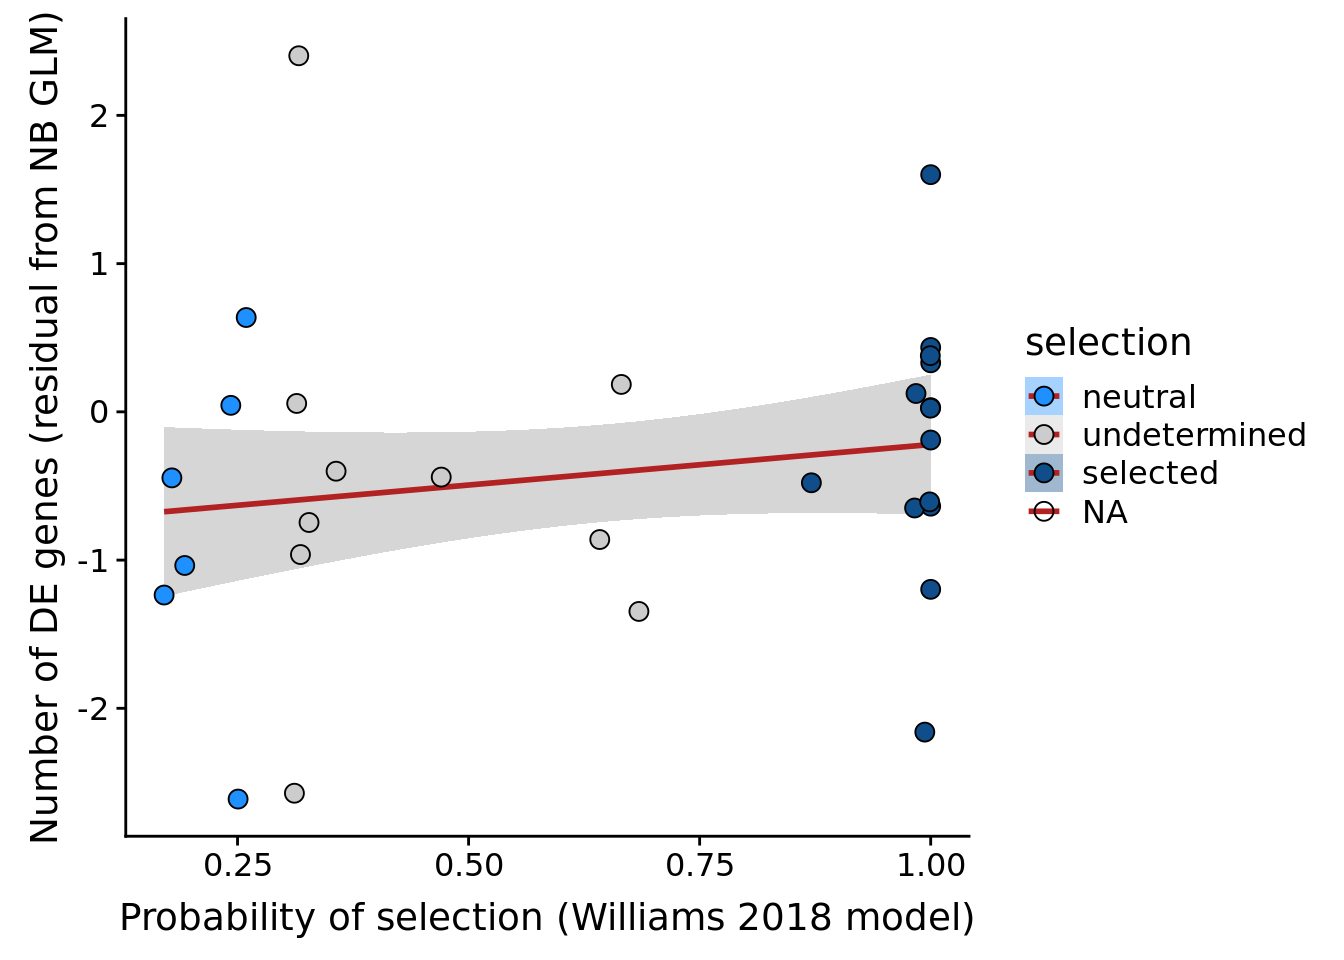 Number of DE genes (residual from NB GLM)
2
1
0
-1
-2
0.25 0.50 0.75 1.00
Probability of selection (Williams 2018 model)
selection
neutral
undetermined
selected
NA